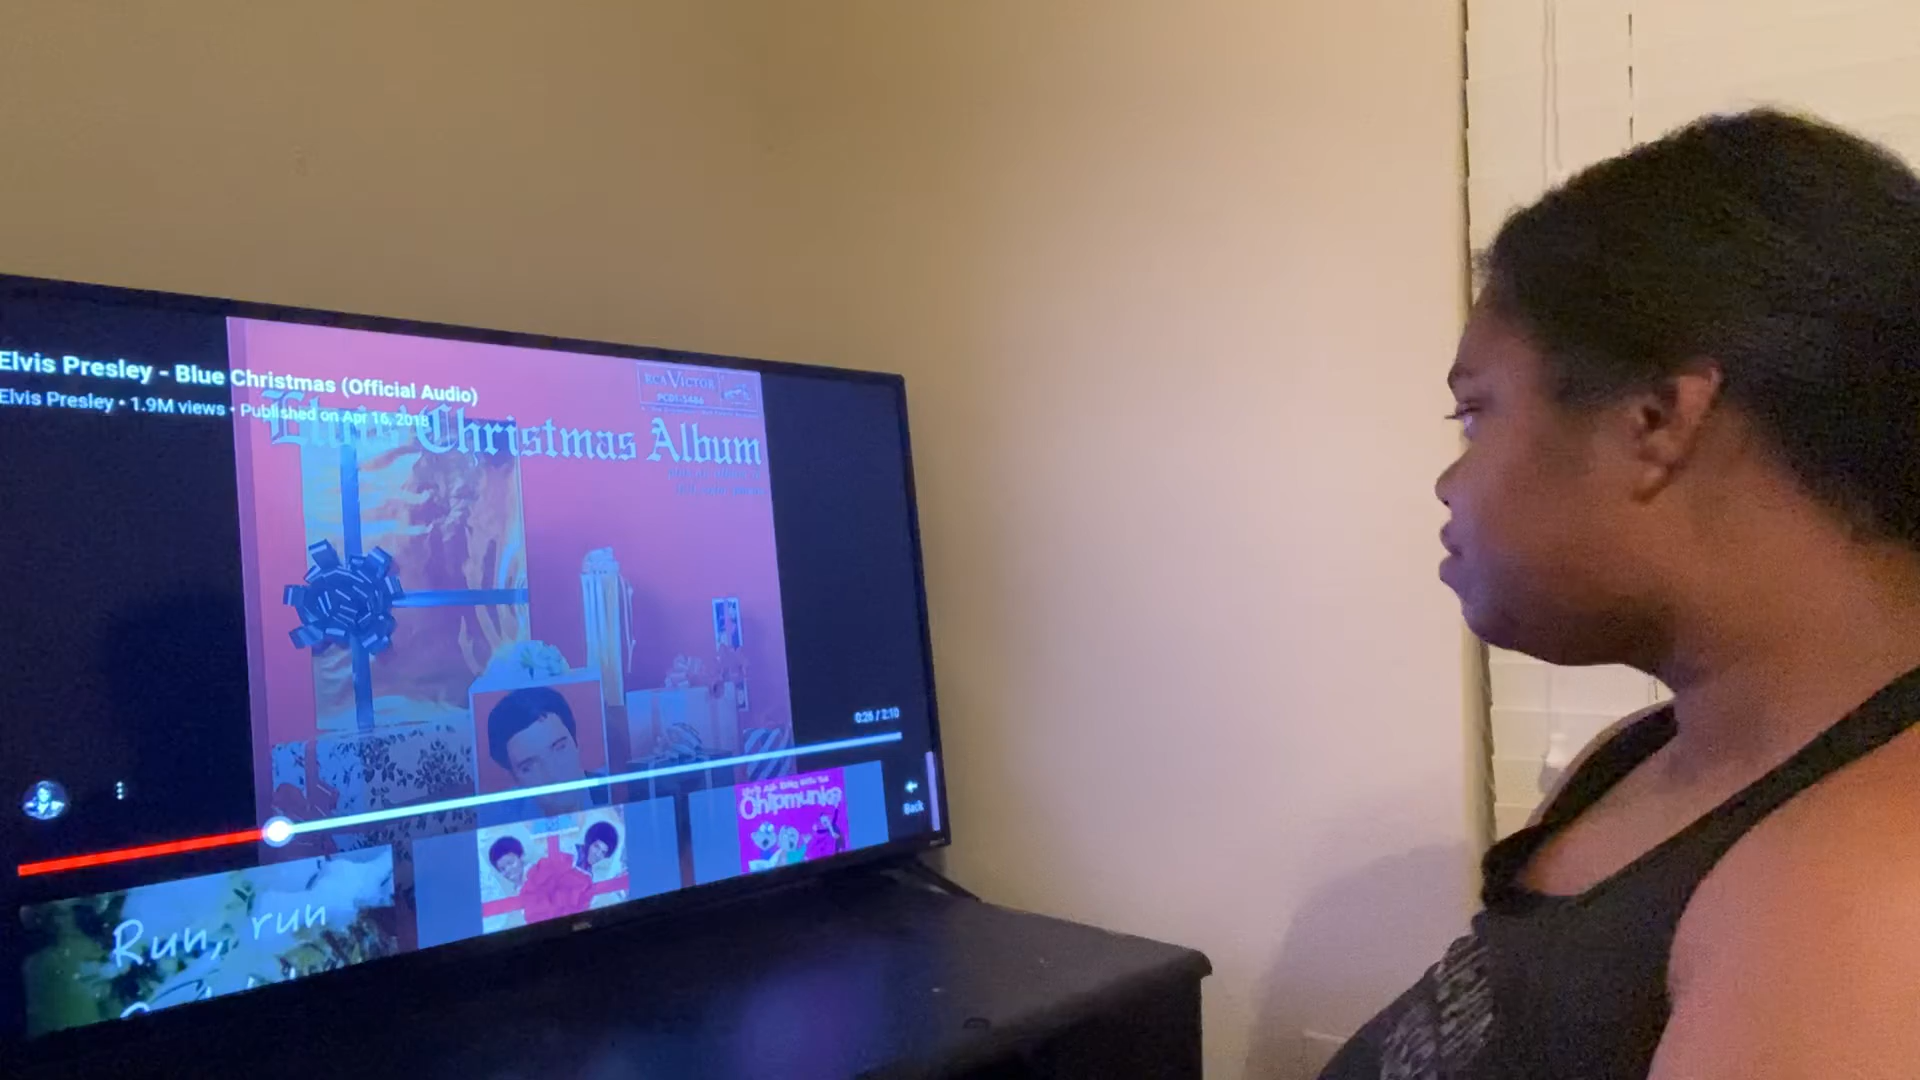 Elvis Presley - Blue Christmas (Official Audio)
Elvis Presley • 1.9M views • Published on Apr 16, 2018
RCA VICTOR
Elvis' Christmas Album
0:26 / 2:10
Back
Chipmunks
Run, run